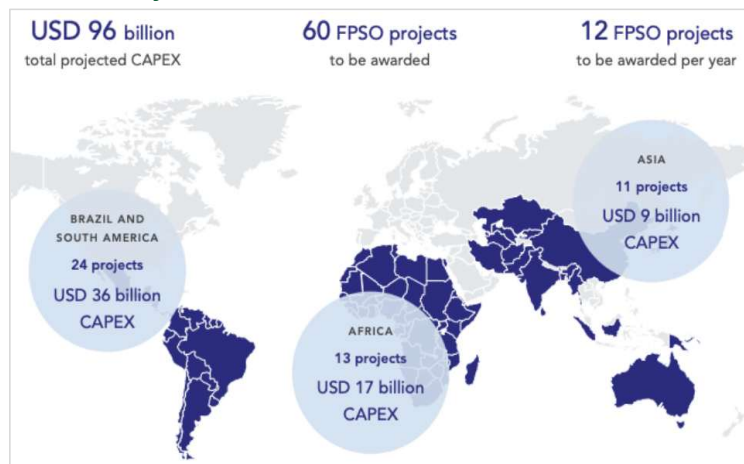 USD 96 billion
total projected CAPEX
60 FPSO projects
to be awarded
12 FPSO projects
to be awarded per year
BRAZIL AND
SOUTH AMERICA
24 projects
USD 36 billion
CAPEX
AFRICA
13 projects
USD 17 billion
CAPEX
ASIA
11 projects
USD 9 billion
CAPEX